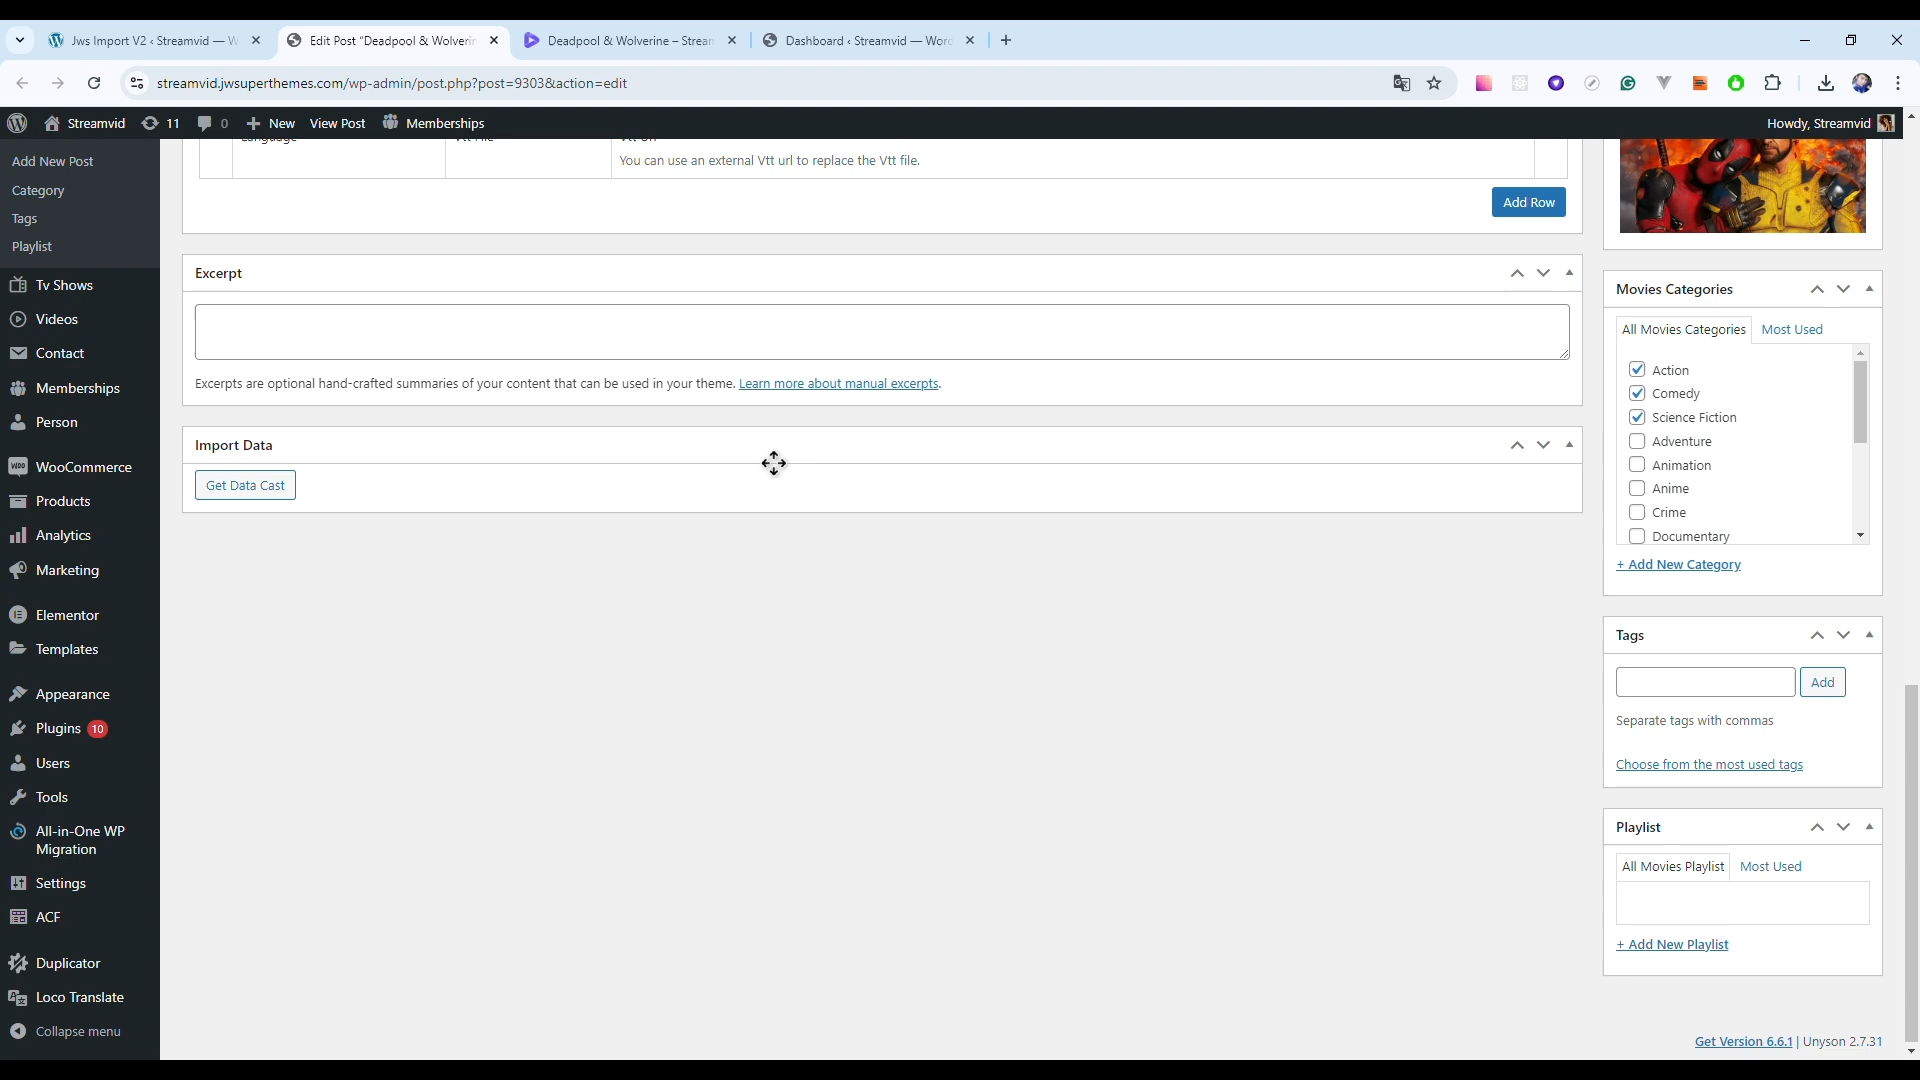 Jws Import V2 ‹ Streamvid — W
Edit Post "Deadpool & Wolverin
Deadpool & Wolverine – Stream
Dashboard ‹ Streamvid — Word
streamvid.jwsuperthemes.com/wp-admin/post.php?post=9303&action=edit
Streamvid 11 0 New View Post Memberships
Howdy, Streamvid
Add New Post
Category
Tags
Playlist
Tv Shows
Videos
Contact
Memberships
Person
WooCommerce
Products
Analytics
Marketing
Elementor
Templates
Appearance
Plugins 10
Users
Tools
All-in-One WP
Migration
Settings
ACF
Duplicator
Loco Translate
Collapse menu
You can use an external Vtt url to replace the Vtt file.
Add Row
Excerpt
Excerpts are optional hand-crafted summaries of your content that can be used in your theme. Learn more about manual excerpts.
Import Data
Get Data Cast
Movies Categories
All Movies Categories Most Used
Action
Comedy
Science Fiction
Adventure
Animation
Anime
Crime
Documentary
+ Add New Category
Tags
Add
Separate tags with commas
Choose from the most used tags
Playlist
All Movies Playlist Most Used
+ Add New Playlist
Get Version 6.6.1 | Unyson 2.7.31